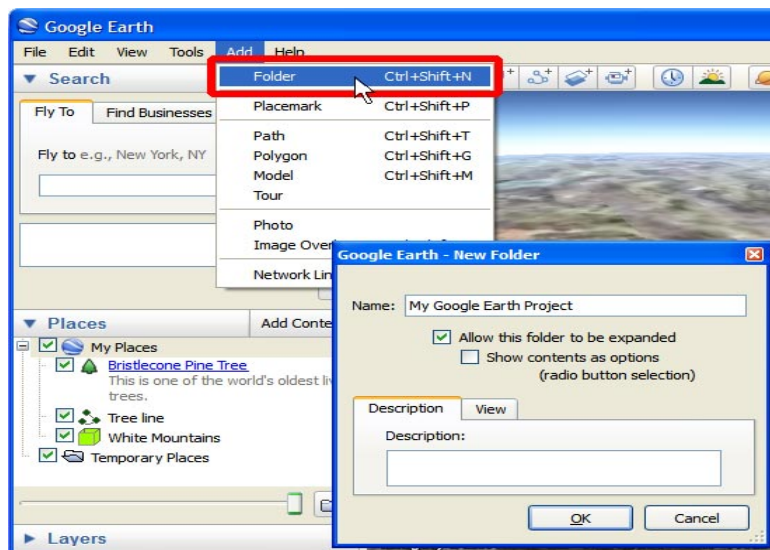 Google Earth
File Edit View Tools Add Help
Search
Fly To Find Businesses
Fly to e.g., New York, NY
Folder Ctrl+Shift+N
Placemark Ctrl+Shift+P
Path Ctrl+Shift+T
Polygon Ctrl+Shift+G
Model Ctrl+Shift+M
Tour
Photo
Image Over
Network Lin
Places Add Conte
My Places
Bristlecone Pine Tree
This is one of the world's oldest li
trees.
Tree line
White Mountains
Temporary Places
Layers
Google Earth - New Folder
Name: My Google Earth Project
Allow this folder to be expanded
Show contents as options
(radio button selection)
Description View
Description:
OK Cancel